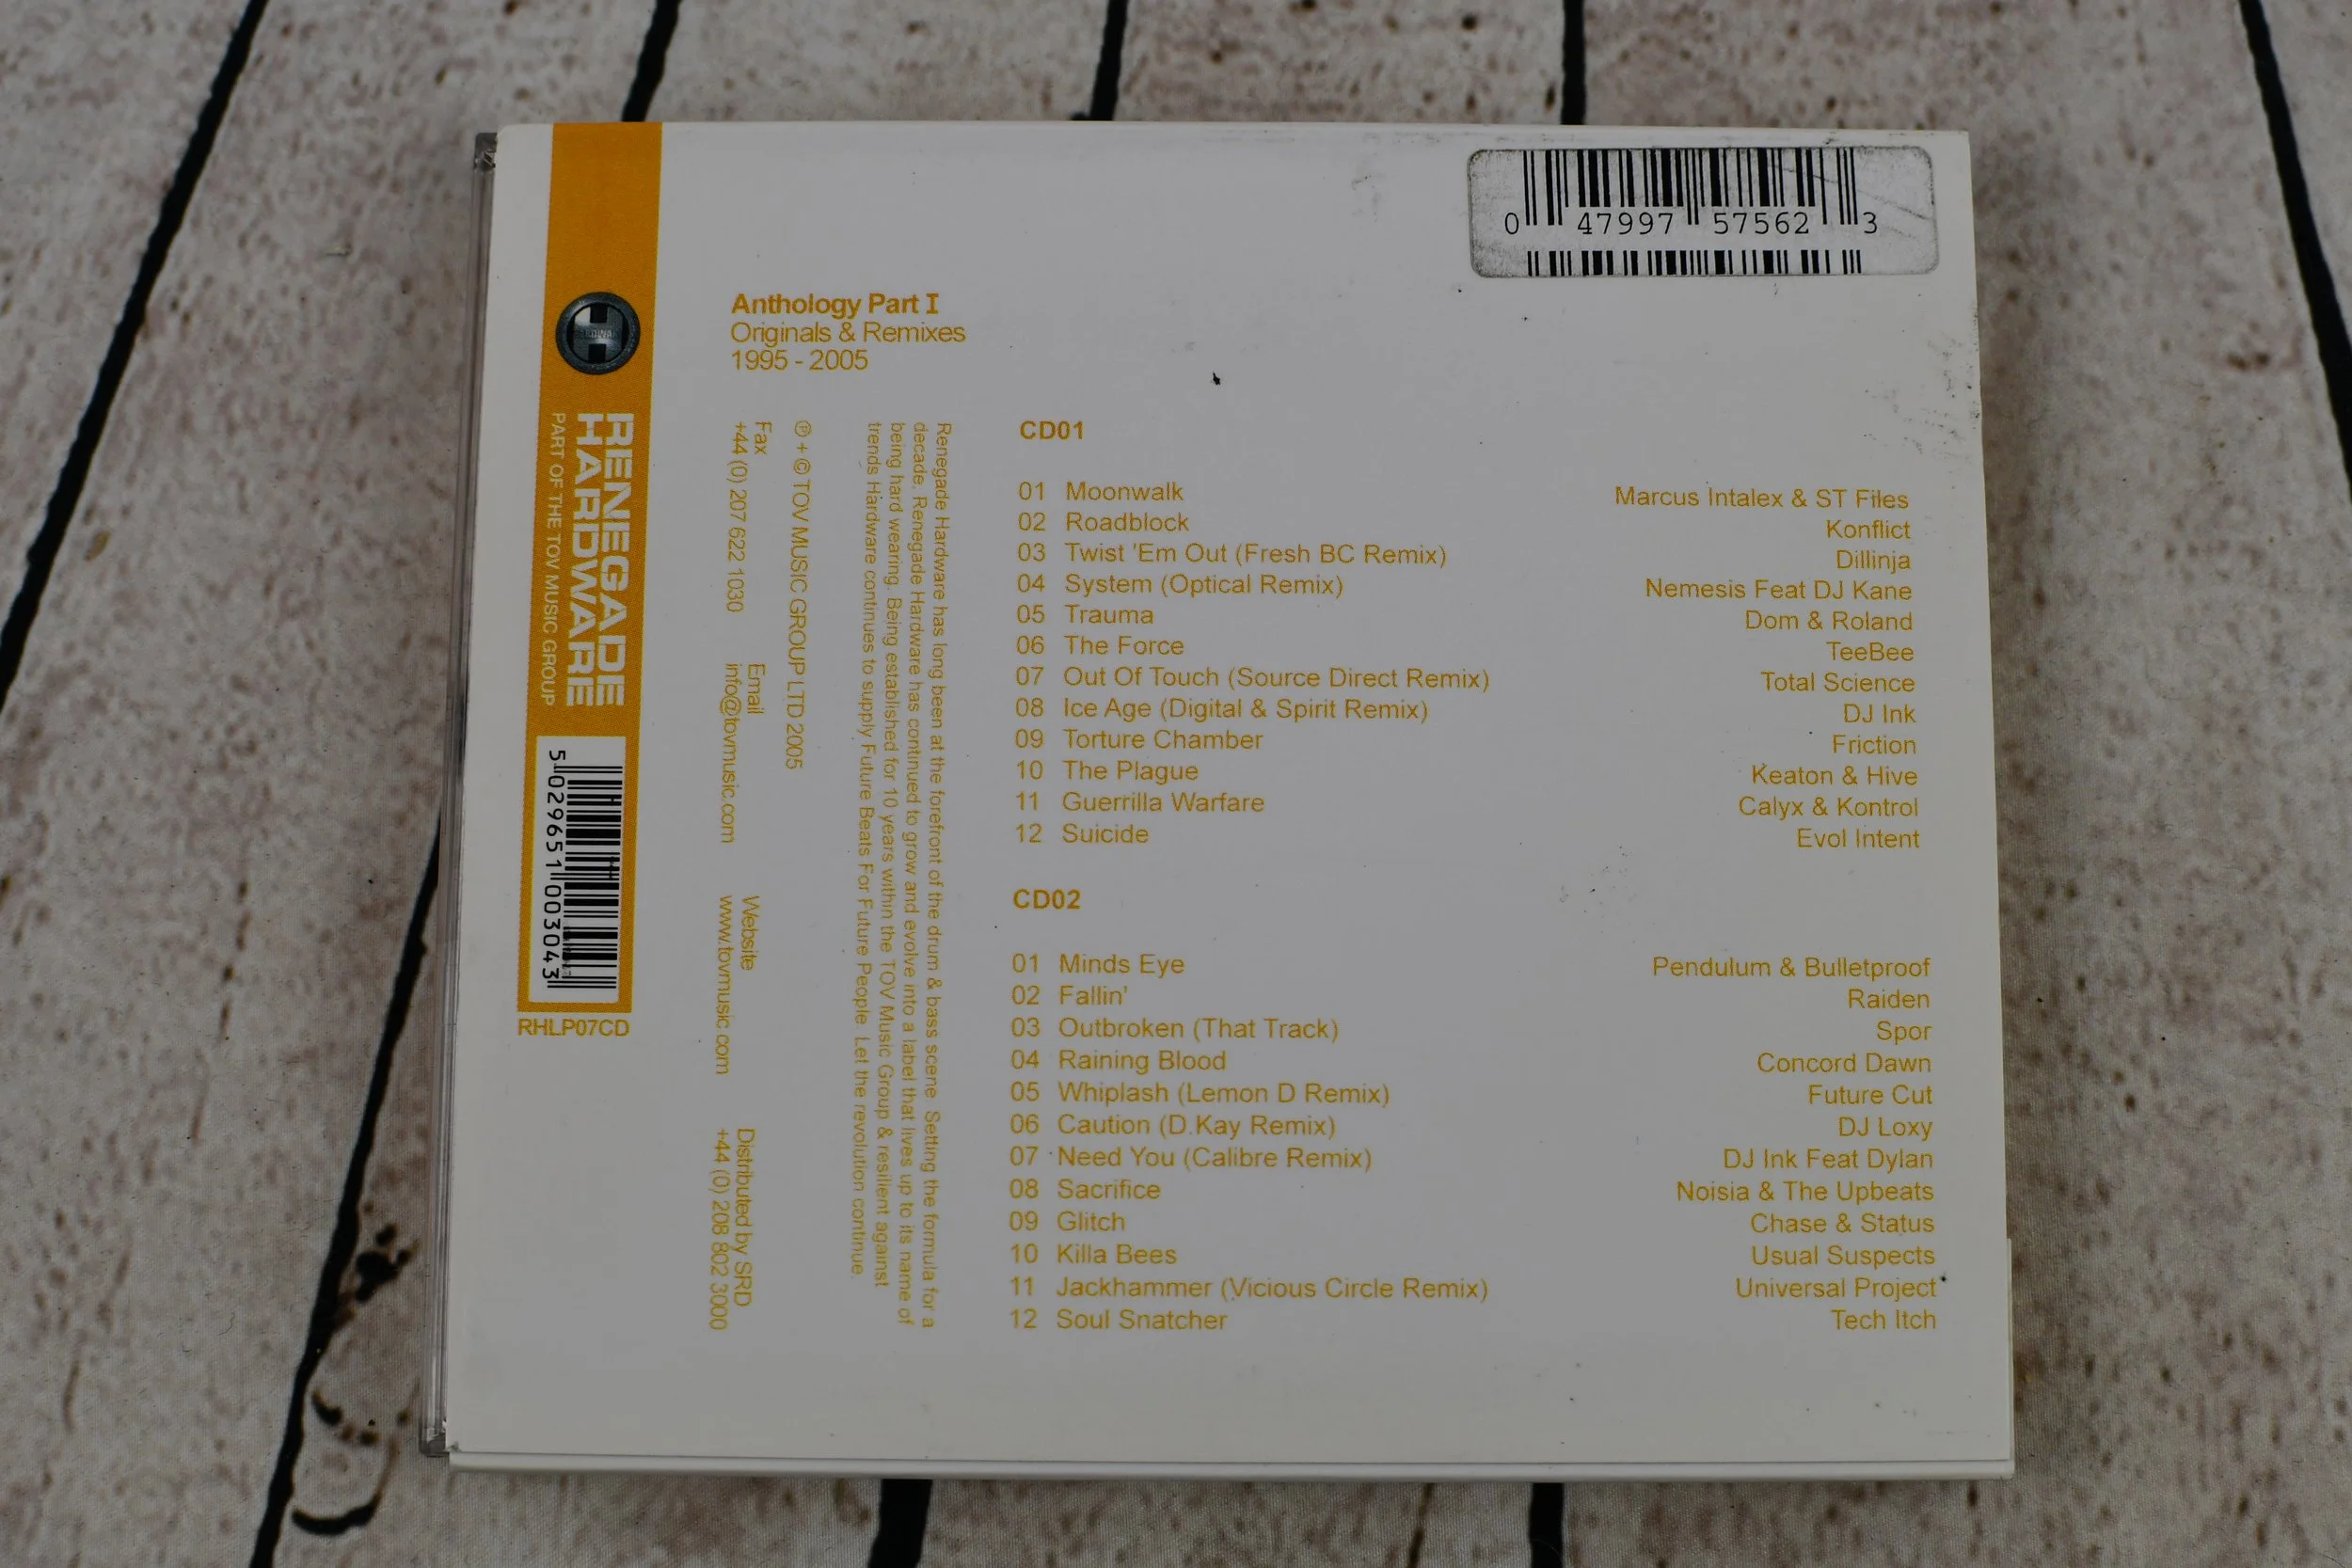 0 47997 57562 3
Anthology Part I
Originals & Remixes
1995 - 2005
RENEGADE
HARDWARE
PART OF THE TOV MUSIC GROUP
5 029651 003043
RHLP07CD
Renegade Hardware has long been at the forefront of the drum & bass scene. Setting the formula for a
decade, Renegade Hardware has continued to grow and evolve into a label that lives up to its name of
being hard wearing. Being established for 10 years within the TOV Music Group & resilient against
trends Hardware continues to supply Future Beats For Future People. Let the revolution continue.
℗ + © TOV MUSIC GROUP LTD 2005
Fax
+44 (0) 207 622 1030
Email
info@tovmusic.com
Website
www.tovmusic.com
Distributed by SRD
+44 (0) 208 802 3000
CD01
01 Moonwalk Marcus Intalex & ST Files
02 Roadblock Konflict
03 Twist 'Em Out (Fresh BC Remix) Dillinja
04 System (Optical Remix) Nemesis Feat DJ Kane
05 Trauma Dom & Roland
06 The Force TeeBee
07 Out Of Touch (Source Direct Remix) Total Science
08 Ice Age (Digital & Spirit Remix) DJ Ink
09 Torture Chamber Friction
10 The Plague Keaton & Hive
11 Guerrilla Warfare Calyx & Kontrol
12 Suicide Evol Intent
CD02
01 Minds Eye Pendulum & Bulletproof
02 Fallin' Raiden
03 Outbroken (That Track) Spor
04 Raining Blood Concord Dawn
05 Whiplash (Lemon D Remix) Future Cut
06 Caution (D.Kay Remix) DJ Loxy
07 Need You (Calibre Remix) DJ Ink Feat Dylan
08 Sacrifice Noisia & The Upbeats
09 Glitch Chase & Status
10 Killa Bees Usual Suspects
11 Jackhammer (Vicious Circle Remix) Universal Project
12 Soul Snatcher Tech Itch